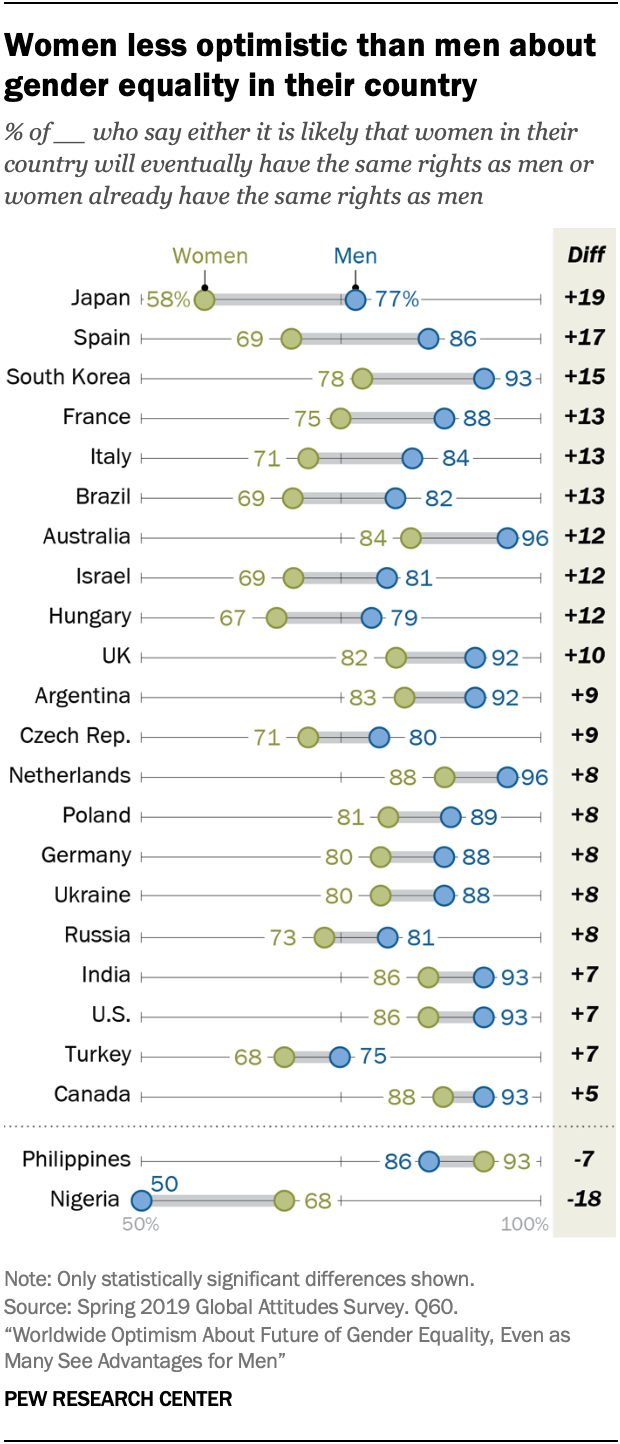 Women less optimistic than men about
gender equality in their country
% of __ who say either it is likely that women in their
country will eventually have the same rights as men or
women already have the same rights as men
Women Men Diff
Japan 58% 77% +19
Spain 69 86 +17
South Korea 78 93 +15
France 75 88 +13
Italy 71 84 +13
Brazil 69 82 +13
Australia 84 96 +12
Israel 69 81 +12
Hungary 67 79 +12
UK 82 92 +10
Argentina 83 92 +9
Czech Rep. 71 80 +9
Netherlands 88 96 +8
Poland 81 89 +8
Germany 80 88 +8
Ukraine 80 88 +8
Russia 73 81 +8
India 86 93 +7
U.S. 86 93 +7
Turkey 68 75 +7
Canada 88 93 +5
Philippines 86 93 -7
Nigeria 50 68 -18
50% 100%
Note: Only statistically significant differences shown.
Source: Spring 2019 Global Attitudes Survey. Q60.
“Worldwide Optimism About Future of Gender Equality, Even as
Many See Advantages for Men”
PEW RESEARCH CENTER